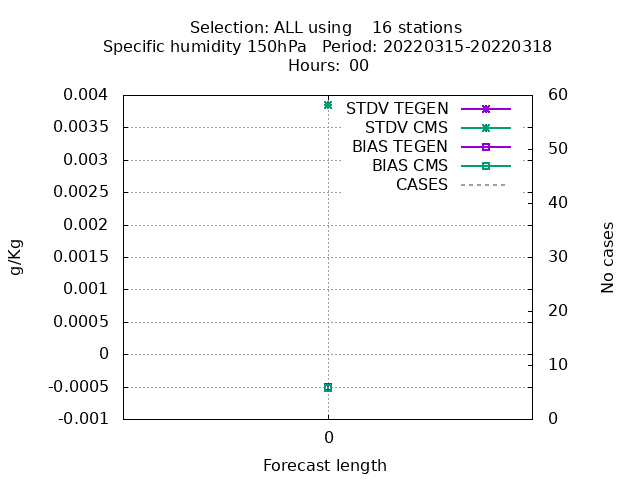 Selection: ALL using    16 stations
Specific humidity 150hPa   Period: 20220315-20220318
Hours: 00
0.004
0.0035
0.003
0.0025
0.002
0.0015
0.001
0.0005
0
-0.0005
-0.001
g/Kg
STDV TEGEN
STDV CMS
BIAS TEGEN
BIAS CMS
CASES
60
50
40
30
20
10
0
No cases
0
Forecast length